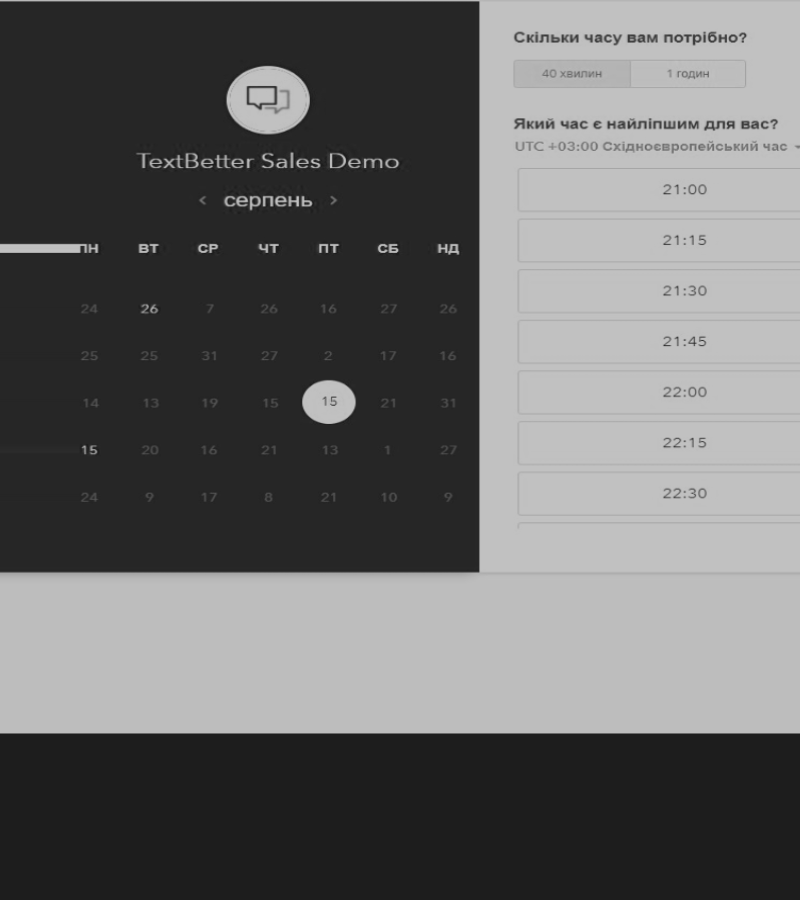 TextBetter Sales Demo
серпень
ПН ВТ СР ЧТ ПТ СБ НД
24 26 7 26 16 27 26
25 25 31 27 2 17 16
14 13 19 15 15 21 31
15 20 16 21 13 1 27
24 9 17 8 21 10 9
Скільки часу вам потрібно?
40 хвилин 1 годин
Який час є найліпшим для вас?
UTC +03:00 Східноєвропейський час
21:00
21:15
21:30
21:45
22:00
22:15
22:30